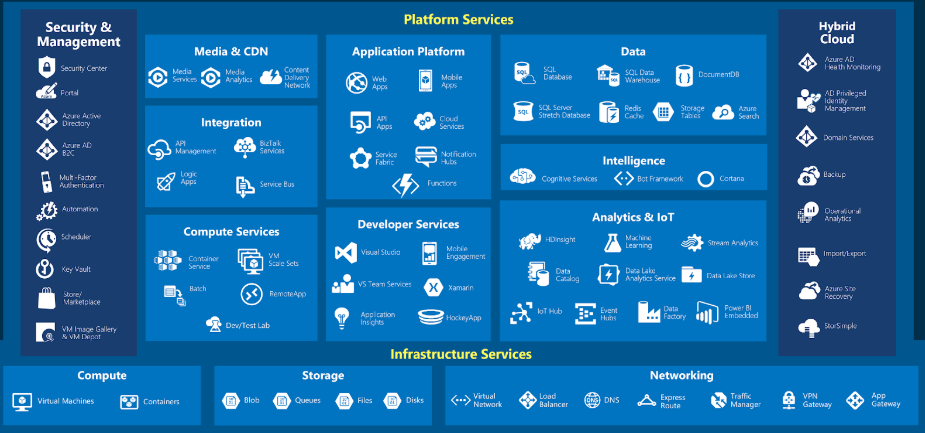 Platform Services
Security &
Management
Security Center
Portal
Azure Active
Directory
Azure AD
B2C
Multi-Factor
Authentication
Automation
Scheduler
Key Vault
Store/
Marketplace
VM Image Gallery
& VM Depot
Media & CDN
Media
Services
Media
Analytics
Content
Delivery
Network
Integration
API
Management
BizTalk
Services
Logic
Apps
Service Bus
Compute Services
Container
Service
VM
Scale Sets
Batch
RemoteApp
Dev/Test Lab
Application Platform
Web
Apps
Mobile
Apps
API
Apps
Cloud
Services
Service
Fabric
Notification
Hubs
Functions
Developer Services
Visual Studio
Mobile
Engagement
VS Team Services
Xamarin
Application
Insights
HockeyApp
Data
SQL
Database
SQL Data
Warehouse
DocumentDB
SQL Server
Stretch Database
Redis
Cache
Storage
Tables
Azure
Search
Intelligence
Cognitive Services
Bot Framework
Cortana
Analytics & IoT
HDInsight
Machine
Learning
Stream Analytics
Data
Catalog
Data Lake
Analytics Service
Data Lake Store
IoT Hub
Event
Hubs
Data
Factory
Power BI
Embedded
Hybrid
Cloud
Azure AD
Health Monitoring
AD Privileged
Identity
Management
Domain Services
Backup
Operational
Analytics
Import/Export
Azure Site
Recovery
StorSimple
Infrastructure Services
Compute
Virtual Machines
Containers
Storage
Blob
Queues
Files
Disks
Networking
Virtual
Network
Load
Balancer
DNS
DNS
Express
Route
Traffic
Manager
VPN
Gateway
App
Gateway